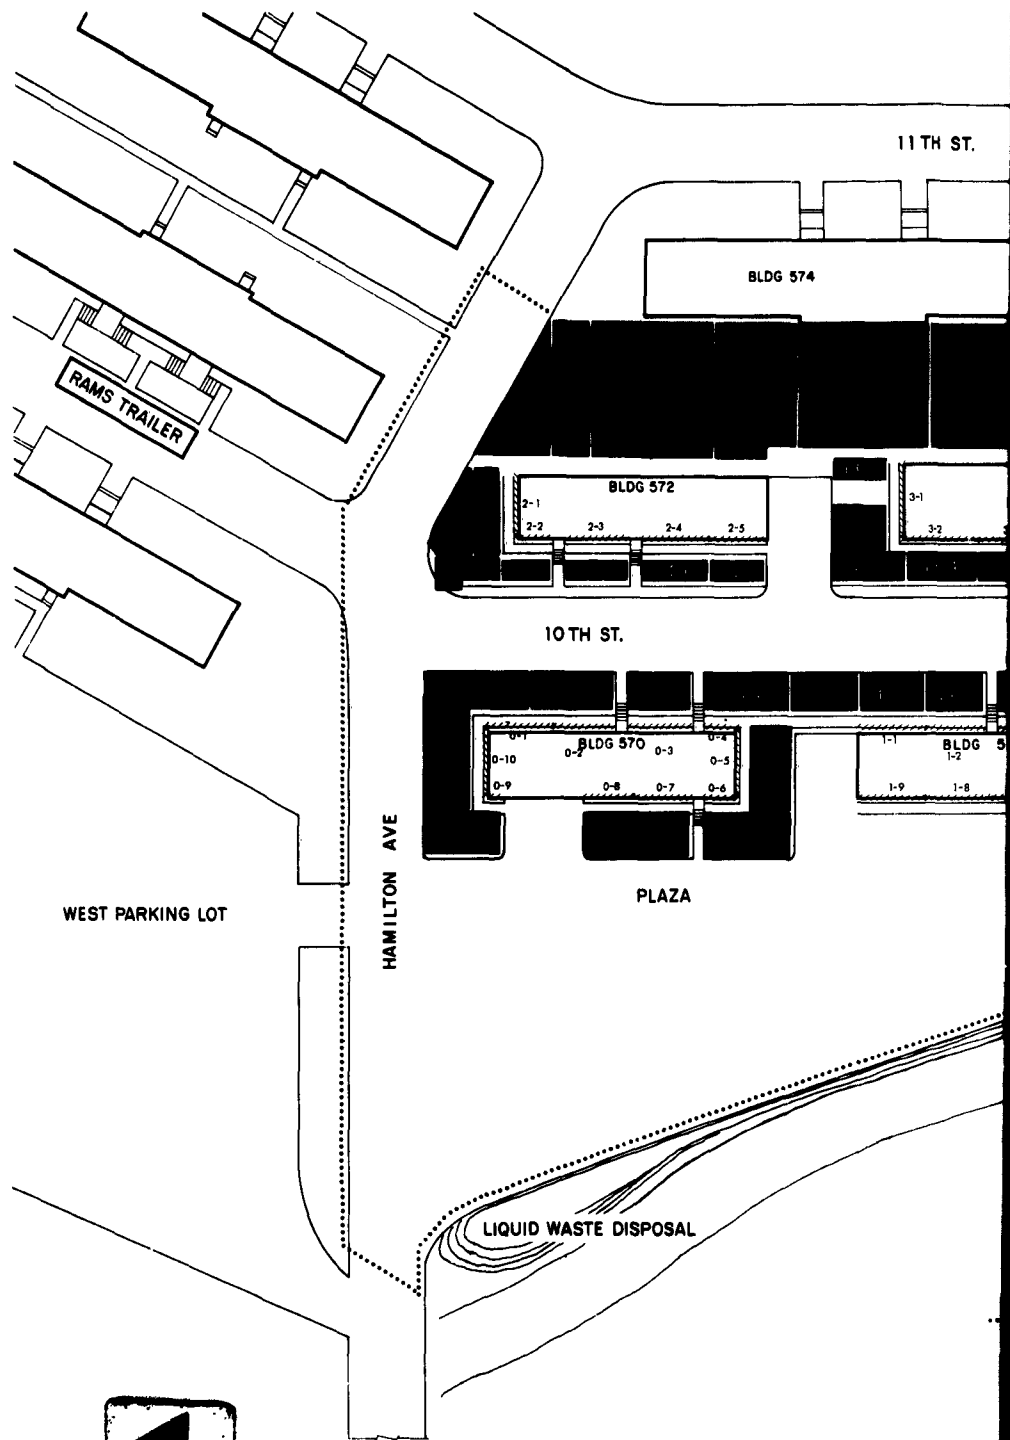 11TH ST.
BLDG 574
RAMS TRAILER
BLDG 572
2-1
2-2 2-3 2-4 2-5
3-1
3-2
10TH ST.
0-1 0-4
BLDG 570
0-2 0-3
0-10 0-5
0-9 0-8 0-7 0-6
1-1 BLDG
1-2
1-9 1-8
HAMILTON AVE
PLAZA
WEST PARKING LOT
LIQUID WASTE DISPOSAL